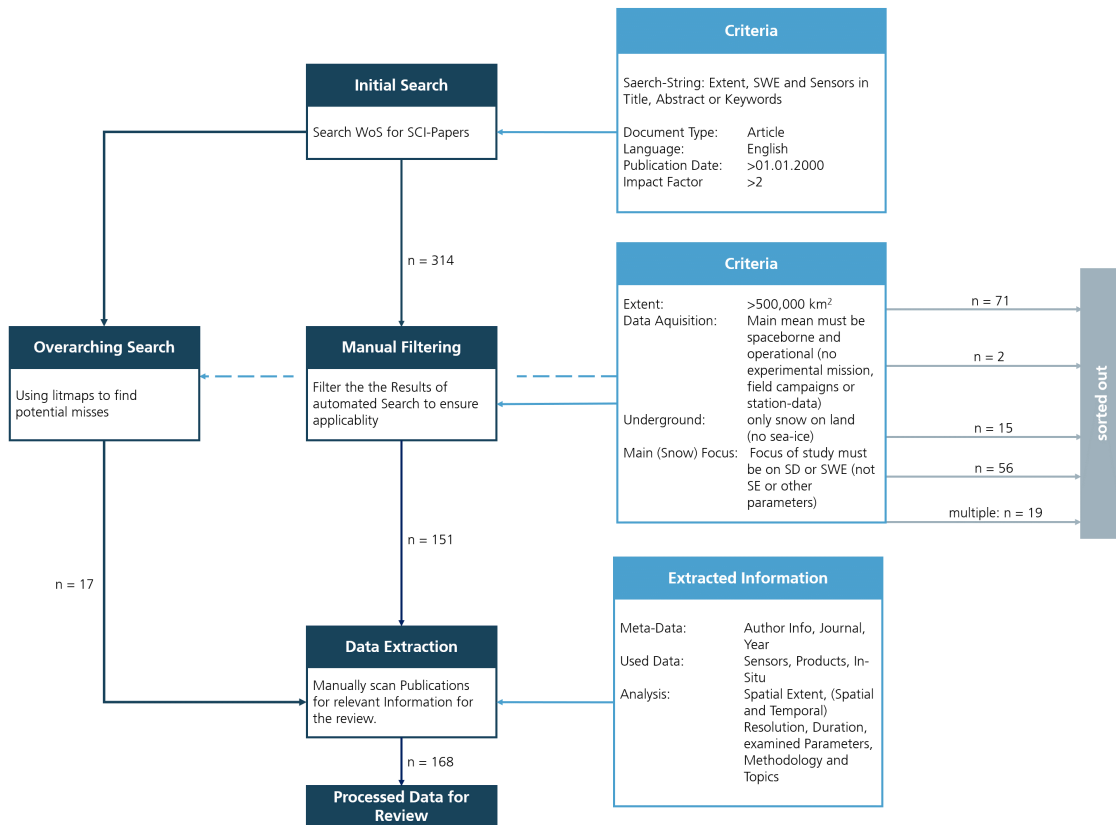 Criteria
Saerch-String: Extent, SWE and Sensors in
Title, Abstract or Keywords
Document Type: Article
Language: English
Publication Date: >01.01.2000
Impact Factor >2
Initial Search
Search WoS for SCI-Papers
n = 314
Criteria
Extent: >500,000 km²
Data Aquisition: Main mean must be
spaceborne and
operational (no
experimental mission,
field campaigns or
station-data)
Underground: only snow on land
(no sea-ice)
Main (Snow) Focus: Focus of study must
be on SD or SWE (not
SE or other
parameters)
n = 71
n = 2
n = 15
n = 56
multiple: n = 19
sorted out
Overarching Search
Using litmaps to find
potential misses
Manual Filtering
Filter the the Results of
automated Search to ensure
applicablity
n = 151
n = 17
Extracted Information
Meta-Data: Author Info, Journal,
Year
Used Data: Sensors, Products, In-
Situ
Analysis: Spatial Extent, (Spatial
and Temporal)
Resolution, Duration,
examined Parameters,
Methodology and
Topics
Data Extraction
Manually scan Publications
for relevant Information for
the review.
n = 168
Processed Data for
Review